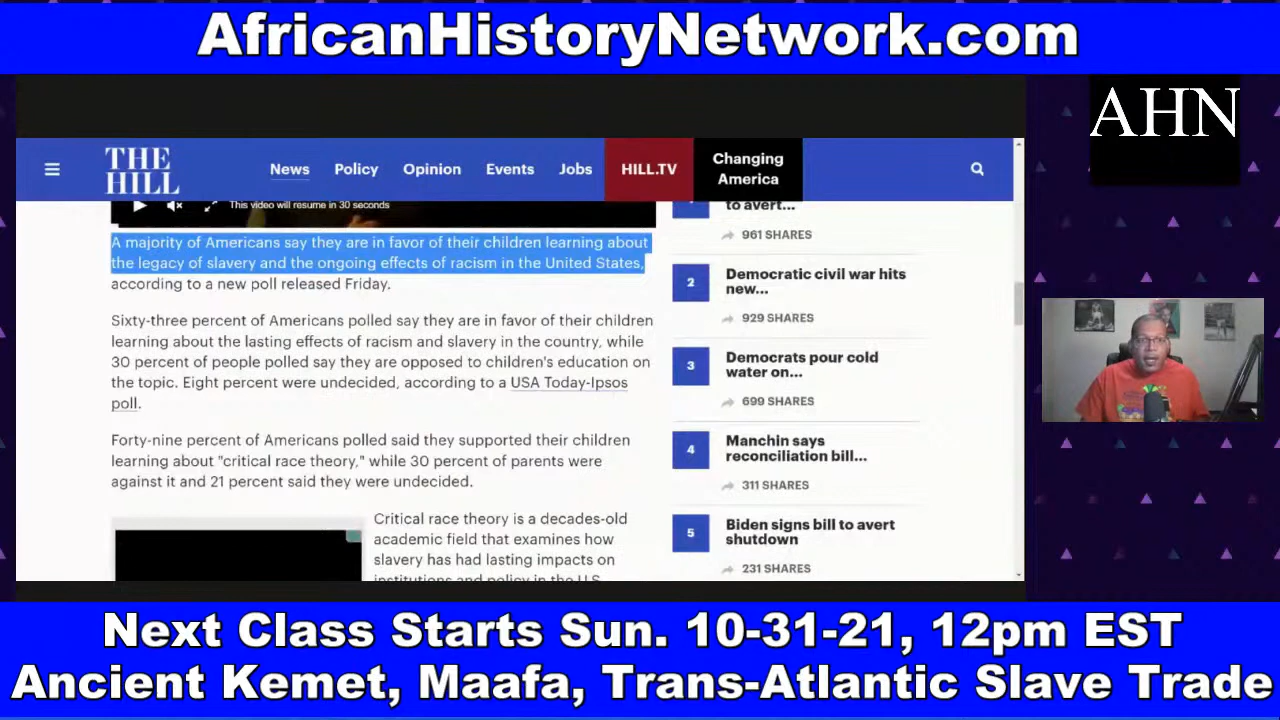 AfricanHistoryNetwork.com
AHN
THE
HILL
News
Policy
Opinion
Events
Jobs
HILL.TV
Changing
America
This video will resume in 30 seconds
A majority of Americans say they are in favor of their children learning about
the legacy of slavery and the ongoing effects of racism in the United States,
according to a new poll released Friday.
Sixty-three percent of Americans polled say they are in favor of their children
learning about the lasting effects of racism and slavery in the country, while
30 percent of people polled say they are opposed to children's education on
the topic. Eight percent were undecided, according to a USA Today-Ipsos
poll.
Forty-nine percent of Americans polled said they supported their children
learning about "critical race theory," while 30 percent of parents were
against it and 21 percent said they were undecided.
Critical race theory is a decades-old
academic field that examines how
slavery has had lasting impacts on
institutions and policy in the U.S.
to avert...
961 SHARES
2
Democratic civil war hits
new...
929 SHARES
3
Democrats pour cold
water on...
699 SHARES
4
Manchin says
reconciliation bill...
311 SHARES
5
Biden signs bill to avert
shutdown
231 SHARES
Next Class Starts Sun. 10-31-21, 12pm EST
Ancient Kemet, Maafa, Trans-Atlantic Slave Trade